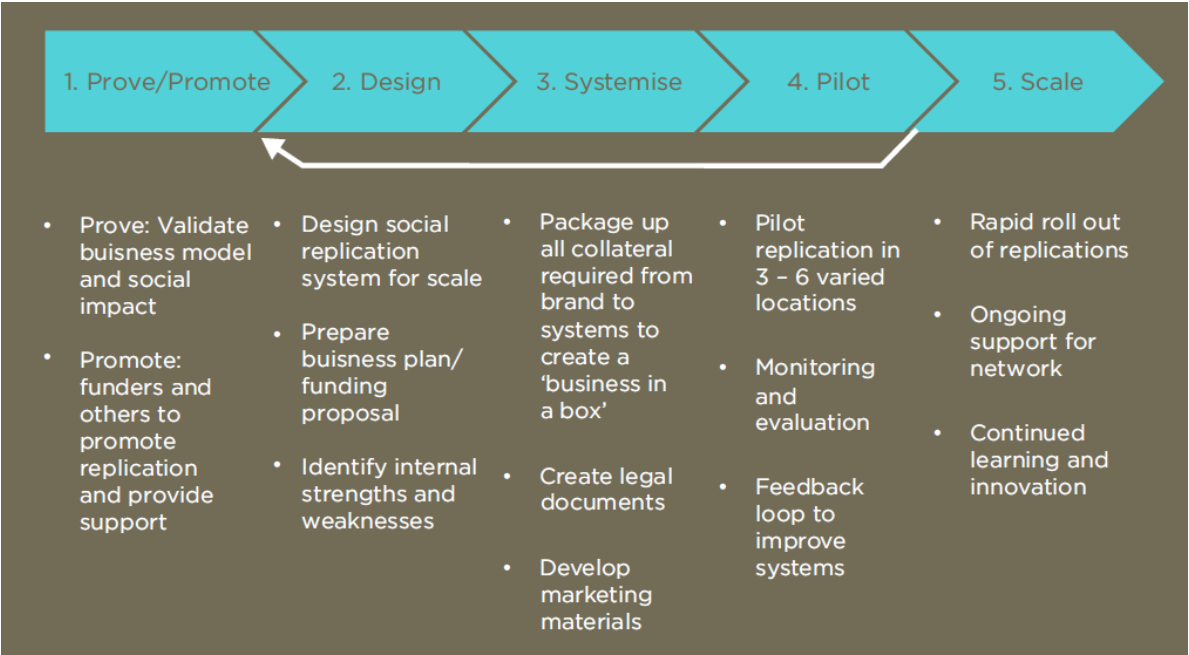 1. Prove/Promote
2. Design
3. Systemise
4. Pilot
5. Scale
• Prove: Validate
buisness model
and social
impact
• Promote:
funders and
others to
promote
replication
and provide
support
• Design social
replication
system for scale
• Prepare
buisness plan/
funding
proposal
• Identify internal
strengths and
weaknesses
• Package up
all collateral
required from
brand to
systems to
create a
‘business in
a box’
• Create legal
documents
• Develop
marketing
materials
• Pilot
replication in
3 – 6 varied
locations
• Monitoring
and
evaluation
• Feedback
loop to
improve
systems
• Rapid roll out
of replications
• Ongoing
support for
network
• Continued
learning and
innovation